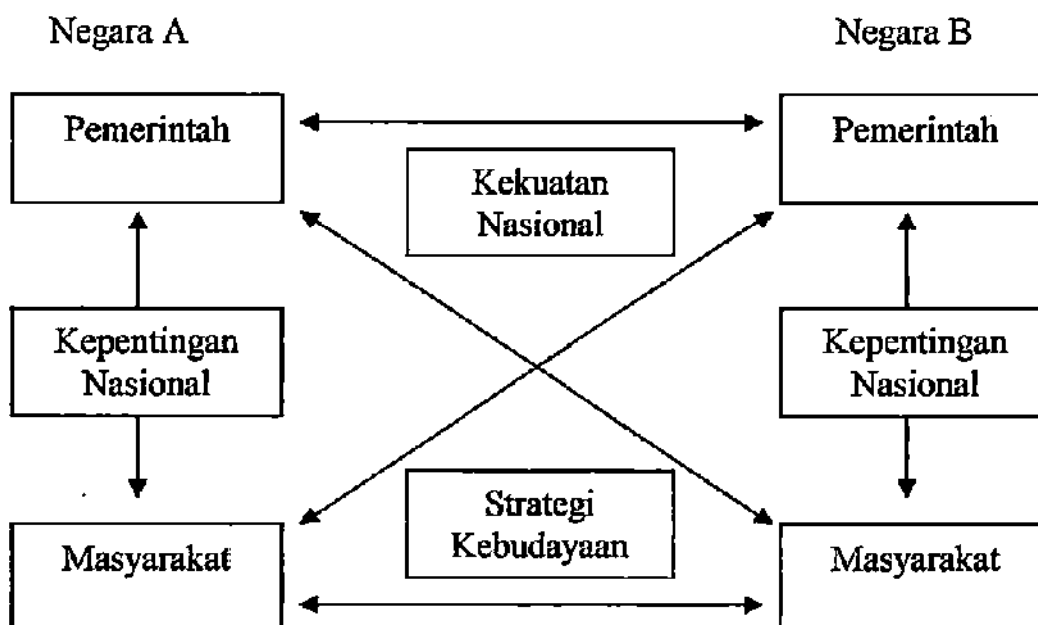 Negara A
Negara B
Pemerintah
Pemerintah
Kekuatan
Nasional
Kepentingan
Nasional
Kepentingan
Nasional
Strategi
Kebudayaan
Masyarakat
Masyarakat